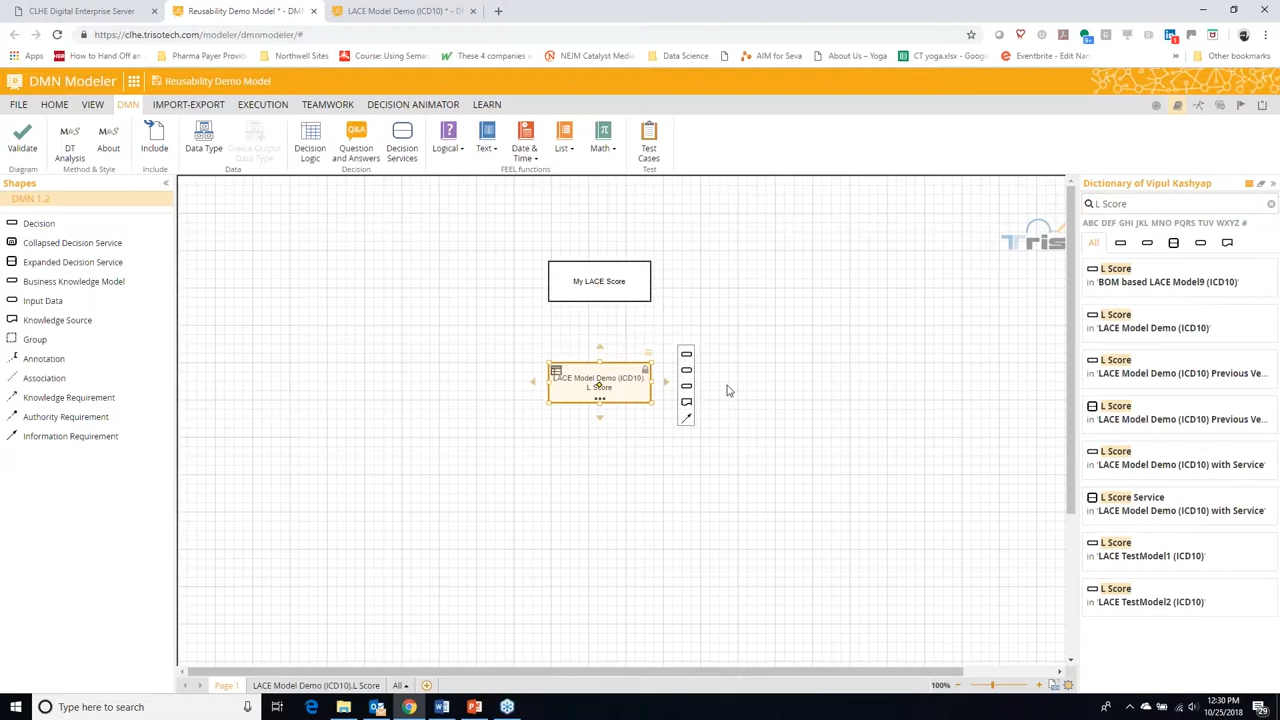 CLHE Digital Enterprise Server
Reusability Demo Model * - DMN
LACE Model Demo (ICD10) * - DM
https://clhe.trisotech.com/modeler/dmnmodeler/#
Apps
How to Hand Off an
Pharma Payer Provid
Northwell Sites
Course: Using Seman
These 4 companies
NEJM Catalyst Media
Data Science
AIM for Seva
About Us – Yoga
CT yoga.xlsx - Google
Eventbrite - Edit Nam
Other bookmarks
DMN Modeler
Reusability Demo Model
FILE
HOME
VIEW
DMN
IMPORT-EXPORT
EXECUTION
TEAMWORK
DECISION ANIMATOR
LEARN
Validate
Diagram
M&S
DT
Analysis
M&S
About
Method & Style
Include
Include
Data Type
Create Output
Data Type
Data
Decision
Logic
Q&A
Question
and Answers
Decision
Services
Decision
Logical
Text
Date &
Time
List
Math
FEEL functions
Test
Cases
Test
Shapes
DMN 1.2
Decision
Collapsed Decision Service
Expanded Decision Service
Business Knowledge Model
Input Data
Knowledge Source
Group
Annotation
Association
Knowledge Requirement
Authority Requirement
Information Requirement
Tris
My LACE Score
LACE Model Demo (ICD10).
L Score
Dictionary of Vipul Kashyap
L Score
ABC DEF GHI JKL MNO PQRS TUV WXYZ #
All
L Score
in 'BOM based LACE Model9 (ICD10)'
L Score
in 'LACE Model Demo (ICD10)'
L Score
in 'LACE Model Demo (ICD10) Previous Ve...
L Score
in 'LACE Model Demo (ICD10) Previous Ve...
L Score
in 'LACE Model Demo (ICD10) with Service'
L Score Service
in 'LACE Model Demo (ICD10) with Service'
L Score
in 'LACE TestModel1 (ICD10)'
L Score
in 'LACE TestModel2 (ICD10)'
Page 1
LACE Model Demo (ICD10).L Score
All
100%
Type here to search
12:30 PM
10/25/2018
29